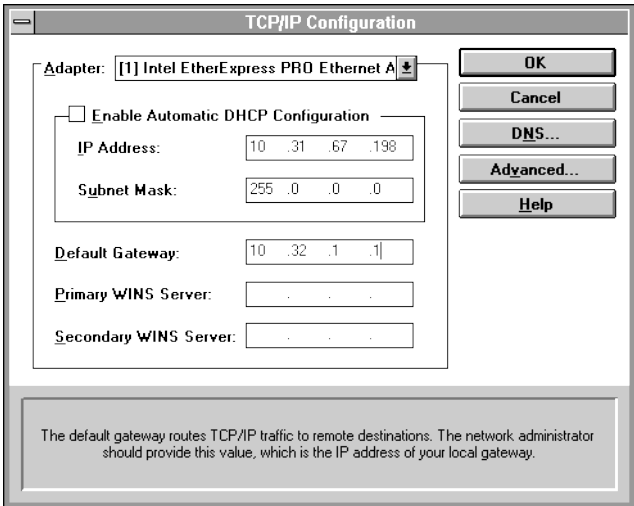 TCP/IP Configuration
Adapter: [1] Intel EtherExpress PRO Ethernet A
Enable Automatic DHCP Configuration
IP Address: 10 .31 .67 .198
Subnet Mask: 255 .0 .0 .0
Default Gateway: 10 .32 .1 .1
Primary WINS Server: . . .
Secondary WINS Server: . . .
OK
Cancel
DNS...
Advanced...
Help
The default gateway routes TCP/IP traffic to remote destinations. The network administrator
should provide this value, which is the IP address of your local gateway.